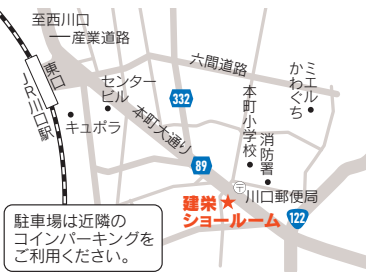 至西川口
産業道路
東口
JR川口駅
センター
ビル
キュポラ
本町大通り
六間道路
332
89
ミエル
かわぐち
本町小学校
消防署
〒
川口郵便局
建栄★
ショールーム
122
駐車場は近隣の
コインパーキングを
ご利用ください。